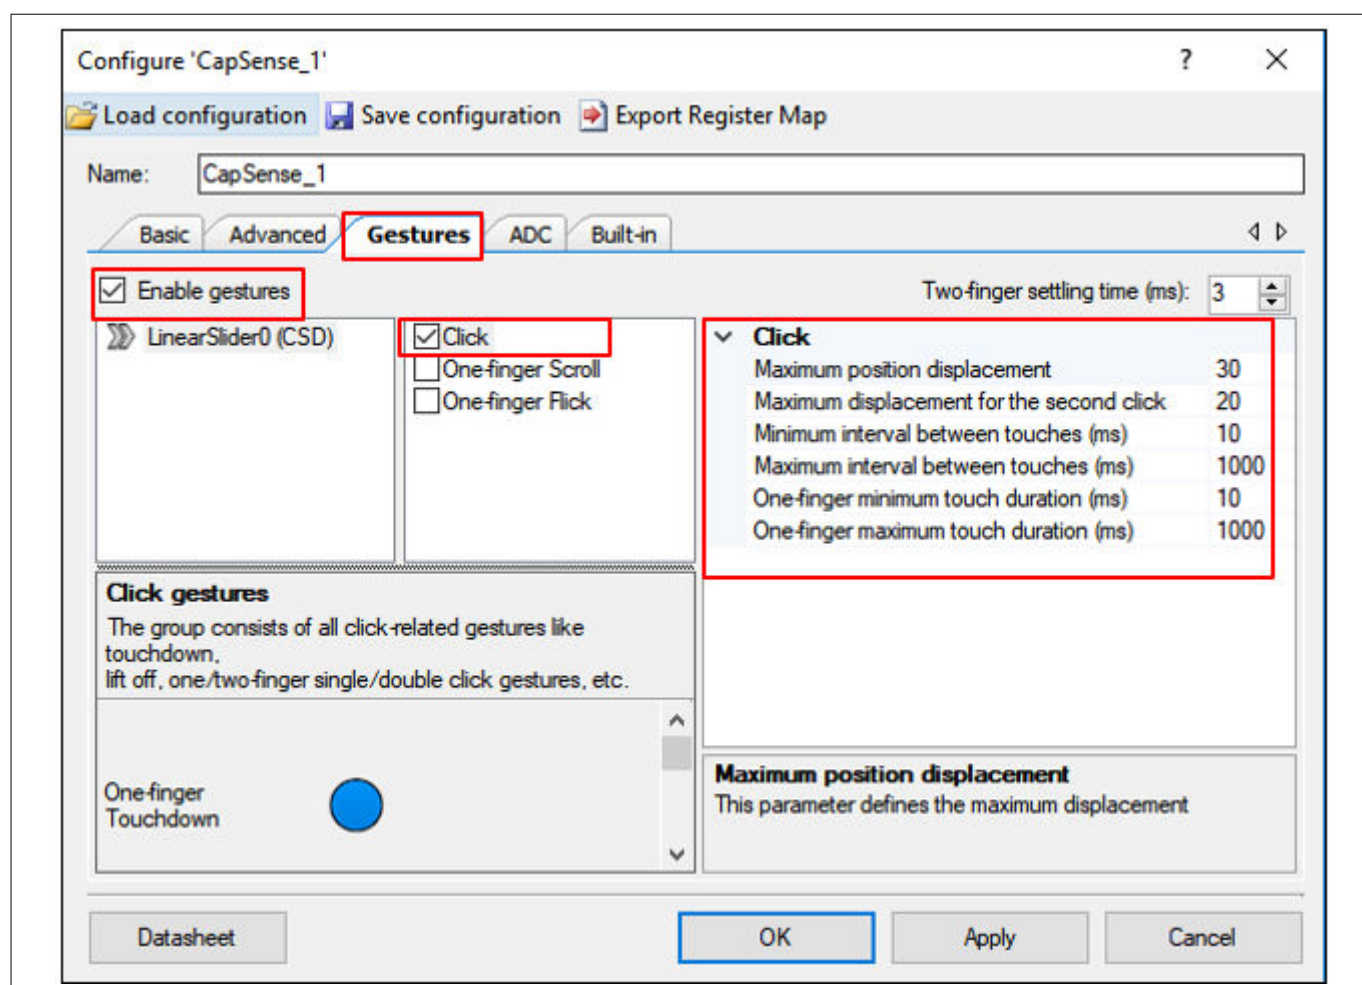 Configure 'CapSense_1'
?
Load configuration Save configuration Export Register Map
Name: CapSense_1
Basic Advanced Gestures ADC Built-in
Enable gestures
Two-finger settling time (ms): 3
LinearSlider0 (CSD)
Click
One-finger Scroll
One-finger Flick
Click
Maximum position displacement 30
Maximum displacement for the second click 20
Minimum interval between touches (ms) 10
Maximum interval between touches (ms) 1000
One-finger minimum touch duration (ms) 10
One-finger maximum touch duration (ms) 1000
Click gestures
The group consists of all click-related gestures like
touchdown,
lift off, one/two-finger single/double click gestures, etc.
One-finger
Touchdown
Maximum position displacement
This parameter defines the maximum displacement
Datasheet OK Apply Cancel